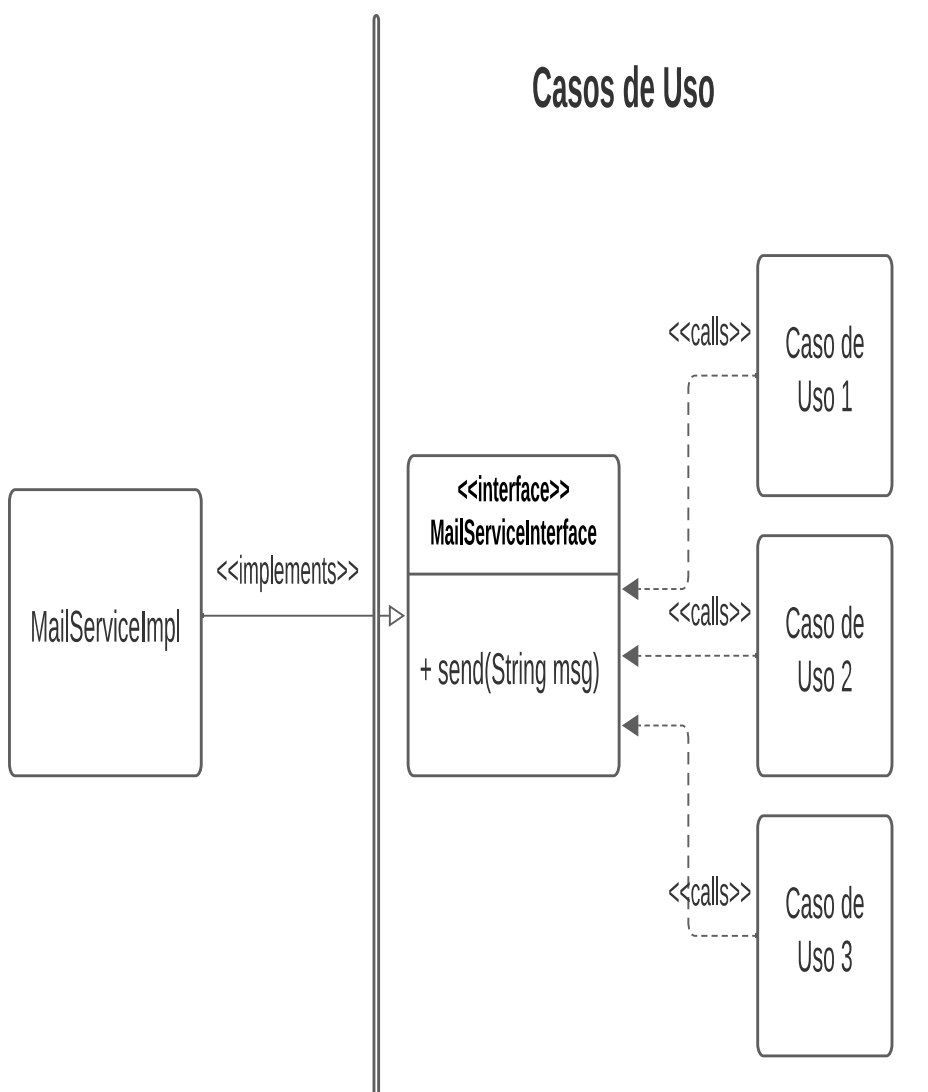 Casos de Uso
<<calls>>
Caso de
Uso 1
<<interface>>
MailServiceInterface
<<implements>>
MailServiceImpl
+ send(String msg)
<<calls>>
Caso de
Uso 2
<<calls>>
Caso de
Uso 3